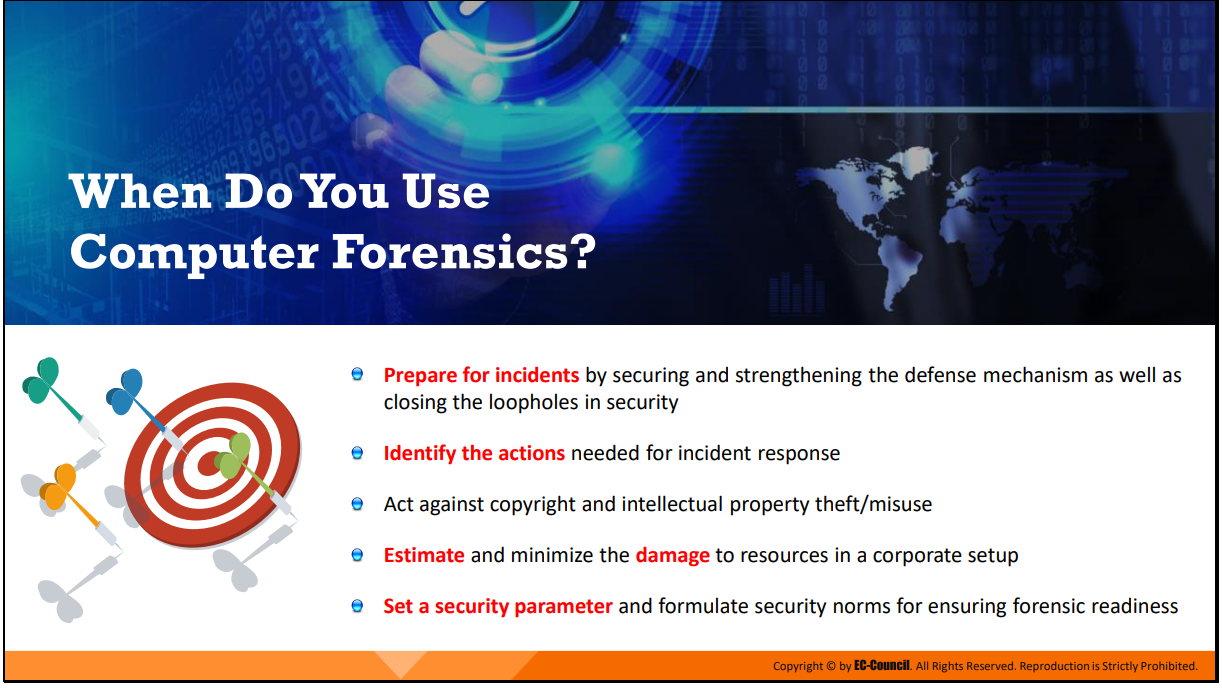 When Do You Use
Computer Forensics?
Prepare for incidents by securing and strengthening the defense mechanism as well as
closing the loopholes in security
Identify the actions needed for incident response
Act against copyright and intellectual property theft/misuse
Estimate and minimize the damage to resources in a corporate setup
Set a security parameter and formulate security norms for ensuring forensic readiness
Copyright © by EC-Council. All Rights Reserved. Reproduction is Strictly Prohibited.